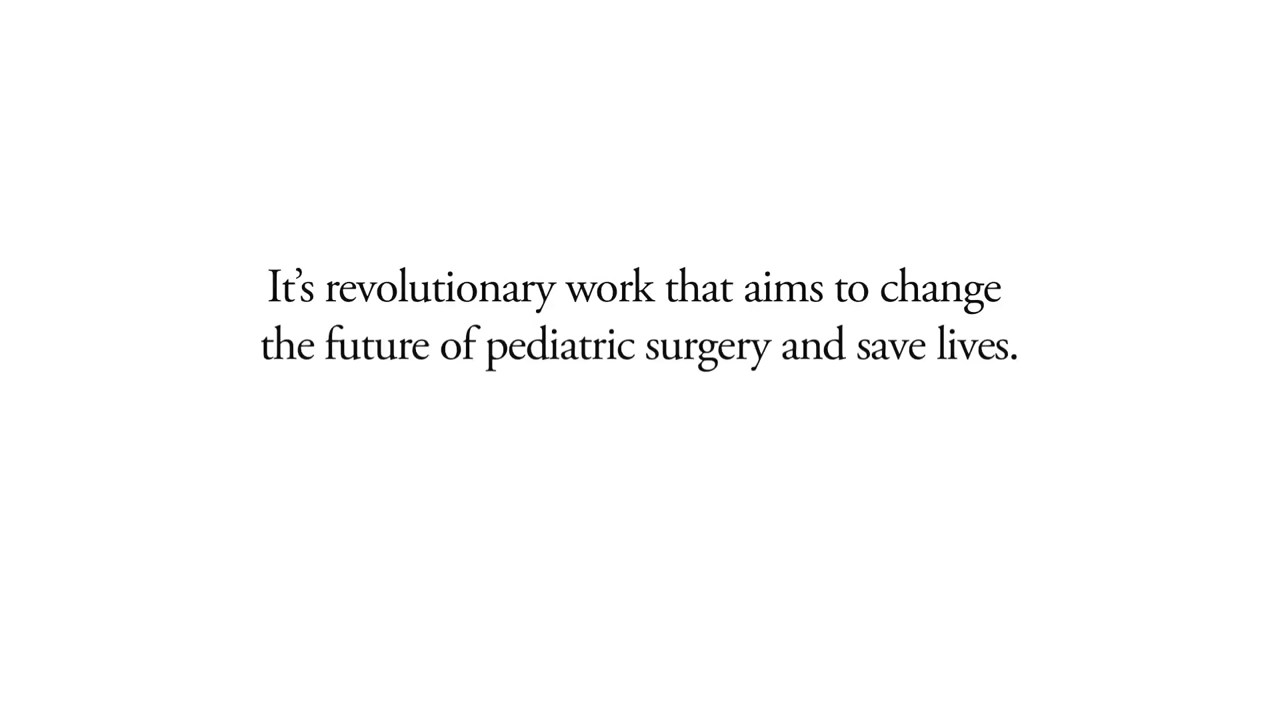 It’s revolutionary work that aims to change
the future of pediatric surgery and save lives.